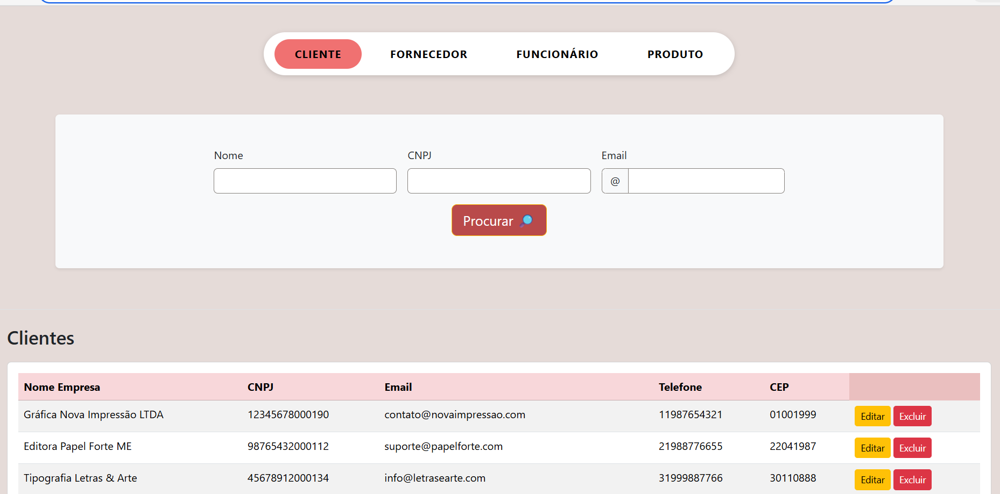 CLIENTE FORNECEDOR FUNCIONÁRIO PRODUTO
Nome CNPJ Email
@
Procurar
Clientes
Nome Empresa CNPJ Email Telefone CEP
Gráfica Nova Impressão LTDA 12345678000190 contato@novaimpressao.com 11987654321 01001999 Editar Excluir
Editora Papel Forte ME 98765432000112 suporte@papelforte.com 21988776655 22041987 Editar Excluir
Tipografia Letras & Arte 45678912000134 info@letrasearte.com 31999887766 30110888 Editar Excluir